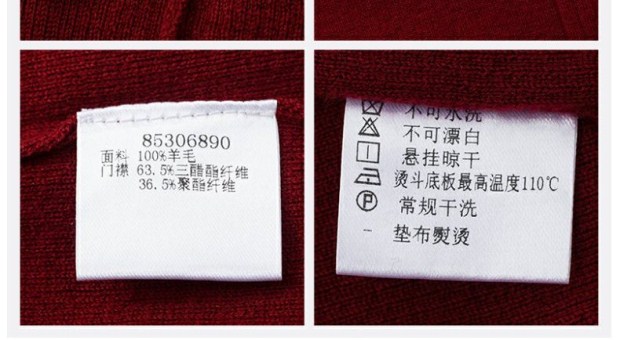 85306890
面料 100%羊毛
门襟 63.5%三醋酯纤维
36.5%聚酯纤维
不可水洗
不可漂白
悬挂晾干
熨斗底板最高温度110℃
P 常规干洗
- 垫布熨烫